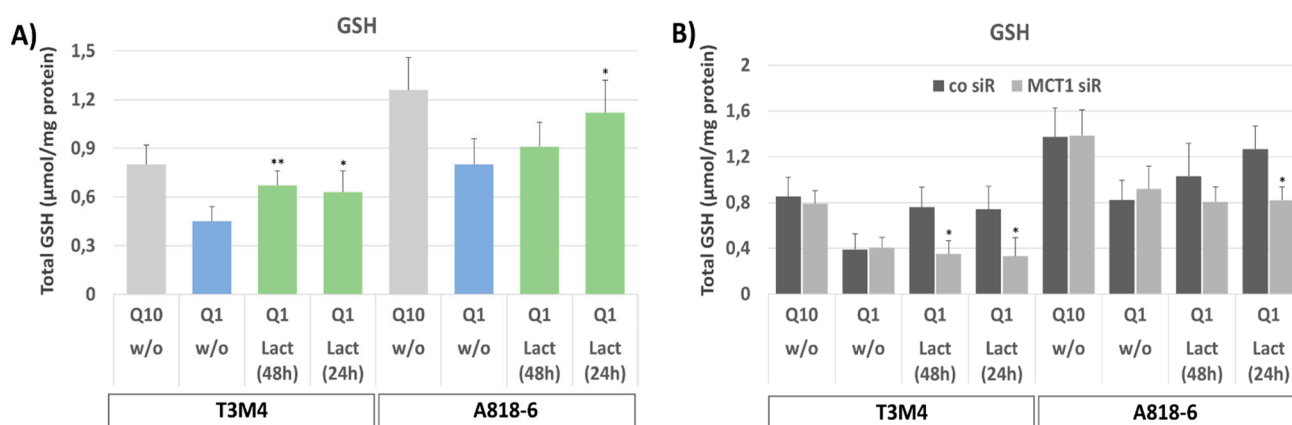 A)
GSH
Total GSH (µmol/mg protein)
1,5
1,2
0,9
0,6
0,3
0
** * *
Q10 Q1 Q1 Q1 Q10 Q1 Q1 Q1
w/o w/o Lact Lact w/o w/o Lact Lact
(48h) (24h) (48h) (24h)
T3M4 A818-6
B)
GSH
Total GSH (µmol/mg protein)
2
1,6
1,2
0,8
0,4
0
co siR MCT1 siR
* * *
Q10 Q1 Q1 Q1 Q10 Q1 Q1 Q1
w/o w/o Lact Lact w/o w/o Lact Lact
(48h) (24h) (48h) (24h)
T3M4 A818-6